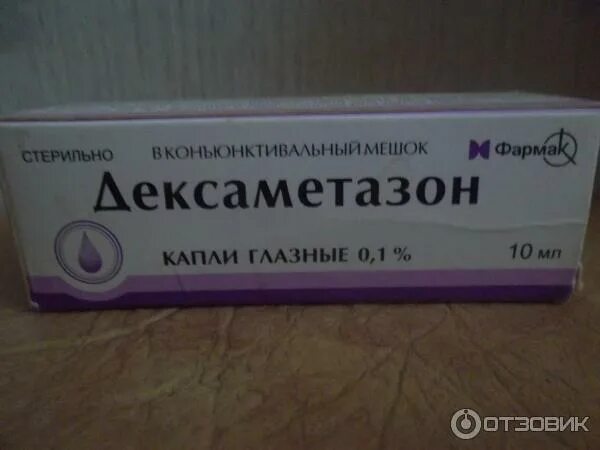 СТЕРИЛЬНО
В КОНЪЮНКТИВАЛЬНЫЙ МЕШОК
Фармак
Дексаметазон
КАПЛИ ГЛАЗНЫЕ 0,1 %
10 мл
ОТЗОВИК